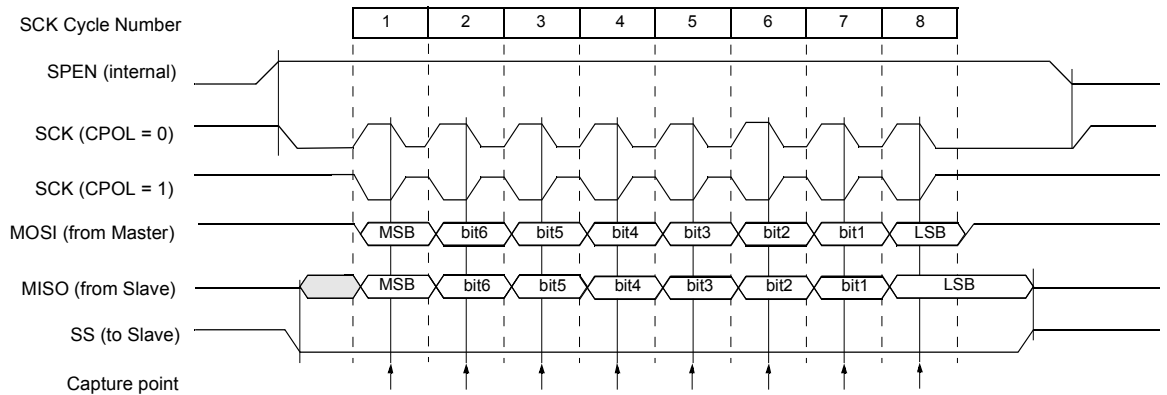 SCK Cycle Number 1 2 3 4 5 6 7 8
SPEN (internal)
SCK (CPOL = 0)
SCK (CPOL = 1)
MOSI (from Master) MSB bit6 bit5 bit4 bit3 bit2 bit1 LSB
MISO (from Slave) MSB bit6 bit5 bit4 bit3 bit2 bit1 LSB
SS (to Slave)
Capture point